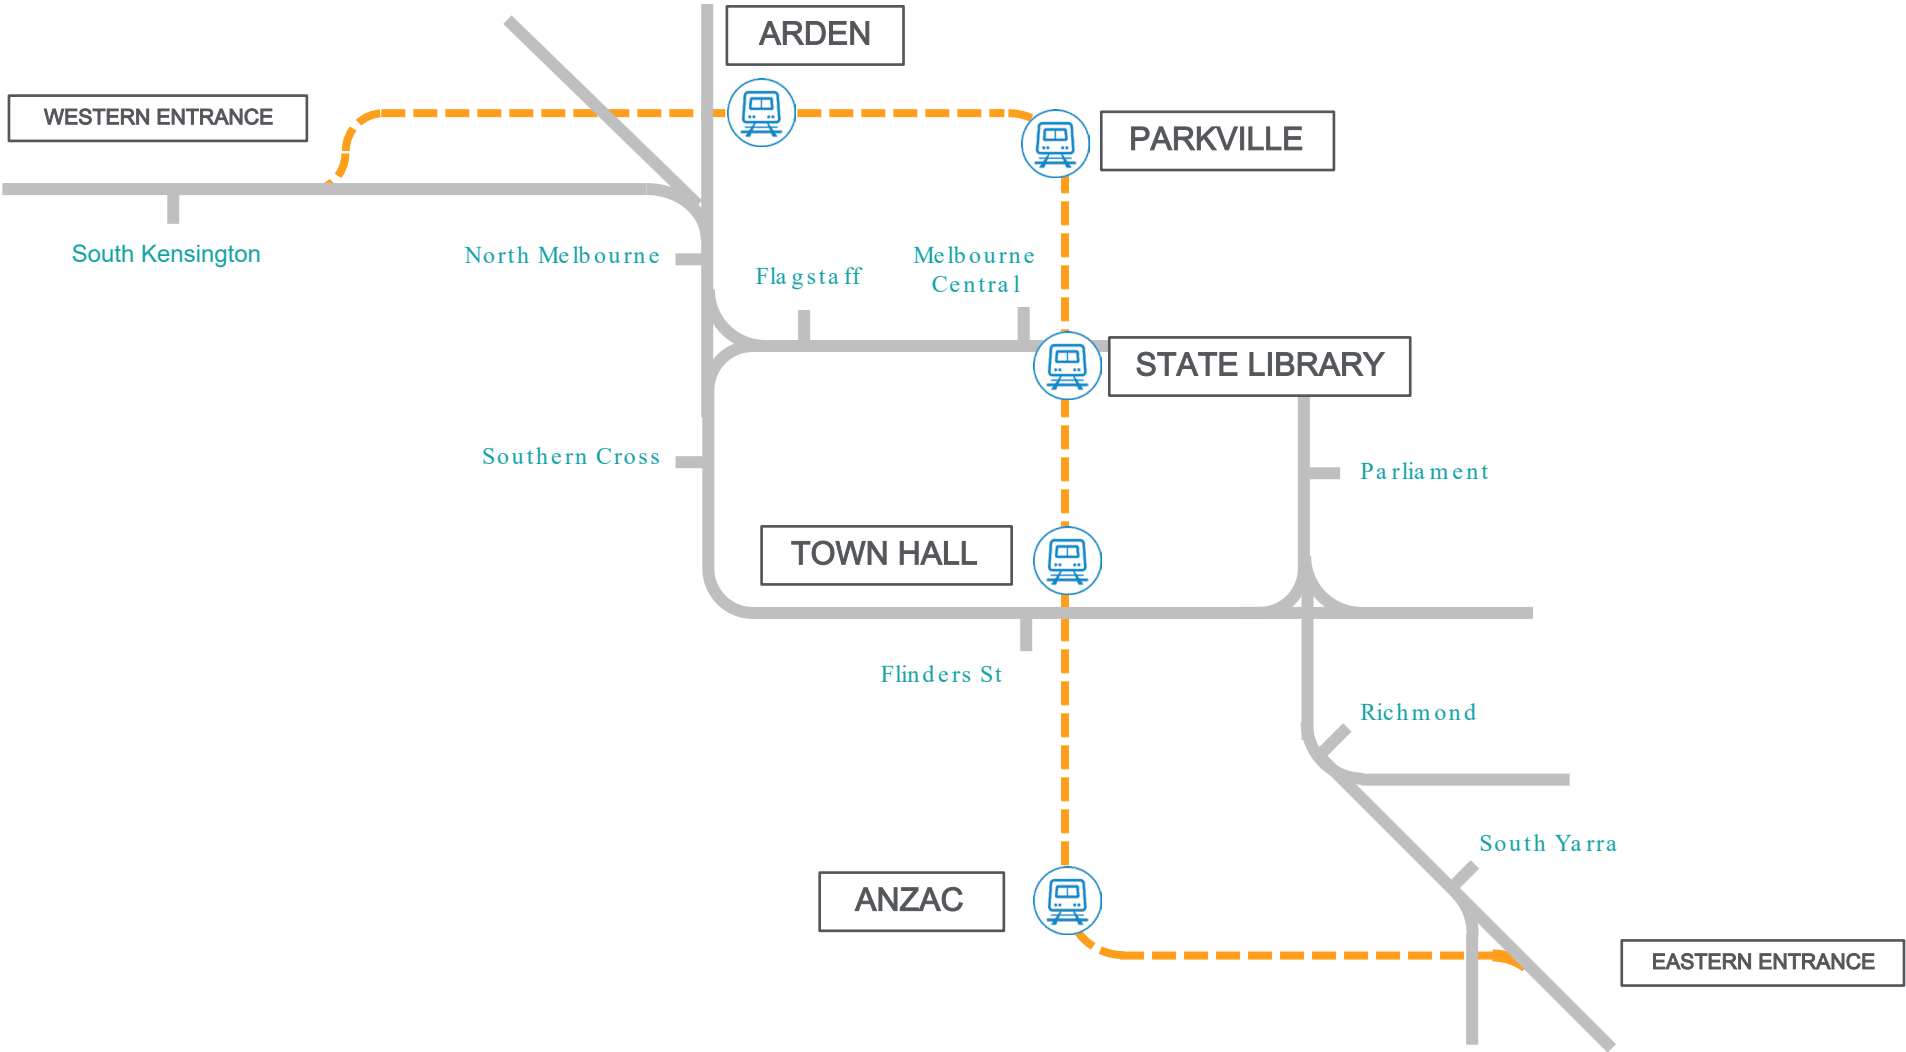 ARDEN
WESTERN ENTRANCE
PARKVILLE
South Kensington
North Melbourne
Flagstaff
Melbourne
Central
STATE LIBRARY
Southern Cross
Parliament
TOWN HALL
Flinders St
Richmond
South Yarra
ANZAC
EASTERN ENTRANCE